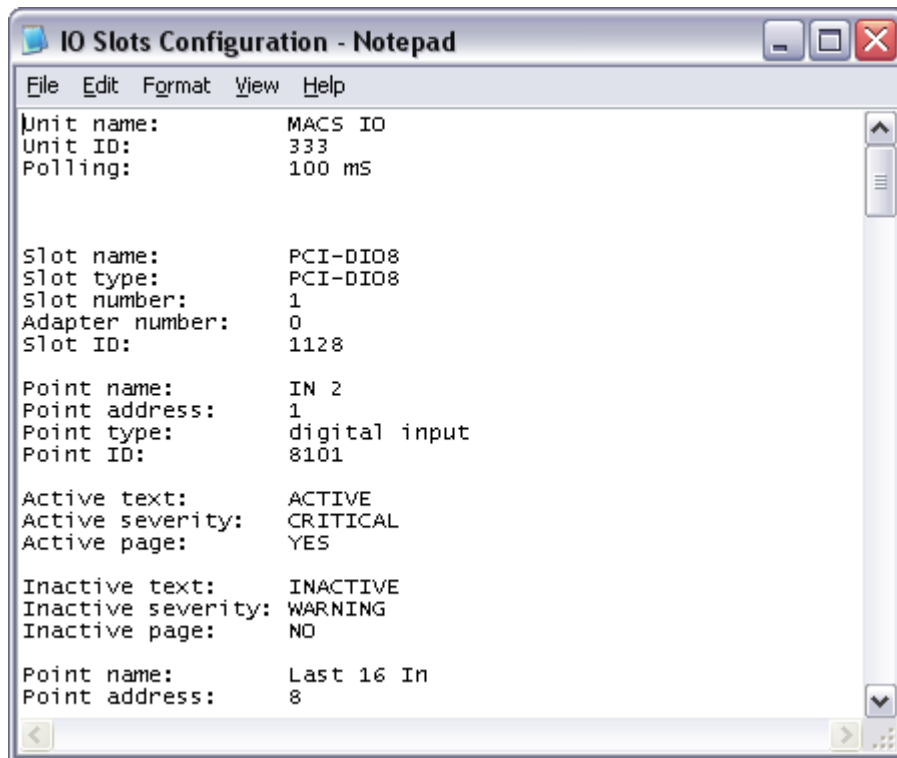 IO Slots Configuration - Notepad
File Edit Format View Help
Unit name: MACS IO
Unit ID: 333
Polling: 100 mS
Slot name: PCI-DIO8
Slot type: PCI-DIO8
Slot number: 1
Adapter number: 0
Slot ID: 1128
Point name: IN 2
Point address: 1
Point type: digital input
Point ID: 8101
Active text: ACTIVE
Active severity: CRITICAL
Active page: YES
Inactive text: INACTIVE
Inactive severity: WARNING
Inactive page: NO
Point name: Last 16 In
Point address: 8